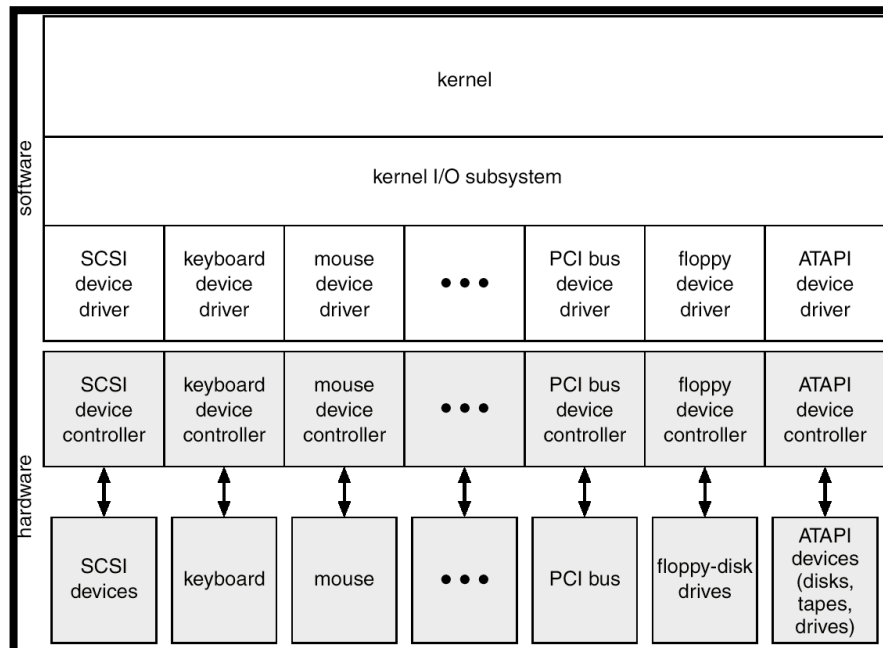 software
kernel
kernel I/O subsystem
SCSI
device
driver
keyboard
device
driver
mouse
device
driver
•••
PCI bus
device
driver
floppy
device
driver
ATAPI
device
driver
hardware
SCSI
device
controller
keyboard
device
controller
mouse
device
controller
•••
PCI bus
device
controller
floppy
device
controller
ATAPI
device
controller
SCSI
devices
keyboard
mouse
•••
PCI bus
floppy-disk
drives
ATAPI
devices
(disks,
tapes,
drives)